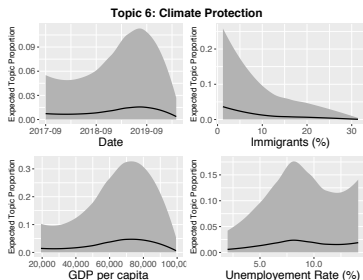 Topic 6: Climate Protection
Expected Topic Proportion
0.09
0.06
0.03
0.00
2017-09 2018-09 2019-09
Date
Expected Topic Proportion
0.2
0.1
0.0
0 10 20 30
Immigrants (%)
Expected Topic Proportion
0.3
0.2
0.1
0.0
20,000 40,000 60,000 80,000 100,000
GDP per capita
Expected Topic Proportion
0.15
0.10
0.05
0.00
5.0 10.0
Unemployement Rate (%)